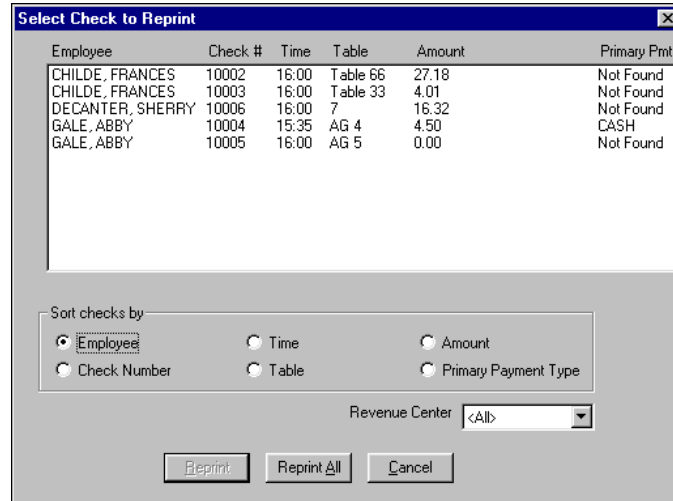 Select Check to Reprint
Employee Check # Time Table Amount Primary Pmt
CHILDE, FRANCES 10002 16:00 Table 66 27.18 Not Found
CHILDE, FRANCES 10003 16:00 Table 33 4.01 Not Found
DECANTER, SHERRY 10006 16:00 7 16.32 Not Found
GALE, ABBY 10004 15:35 AG 4 4.50 CASH
GALE, ABBY 10005 16:00 AG 5 0.00 Not Found
Sort checks by
Employee Time Amount
Check Number Table Primary Payment Type
Revenue Center <All>
Reprint Reprint All Cancel